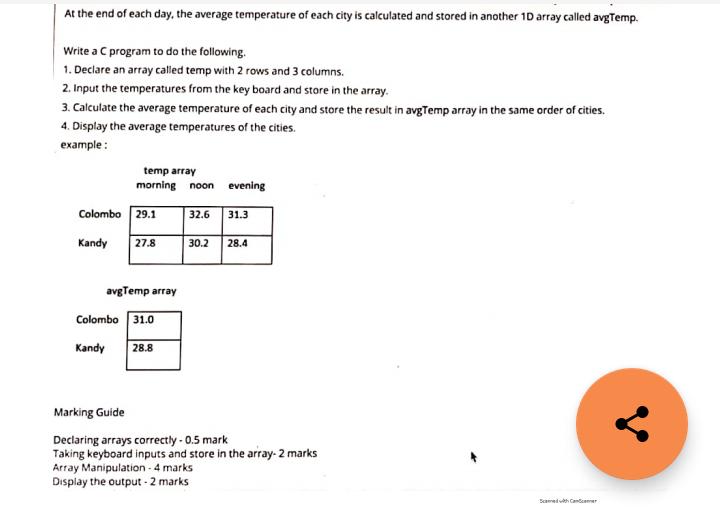 At the end of each day, the average temperature of each city is calculated and stored in another 1D array called avgTemp.
Write a C program to do the following.
1. Declare an array called temp with 2 rows and 3 columns.
2. Input the temperatures from the key board and store in the array.
3. Calculate the average temperature of each city and store the result in avgTemp array in the same order of cities.
4. Display the average temperatures of the cities.
example :
temp array
morning noon evening
Colombo 29.1 32.6 31.3
Kandy 27.8 30.2 28.4
avgTemp array
Colombo 31.0
Kandy 28.8
Marking Guide
Declaring arrays correctly - 0.5 mark
Taking keyboard inputs and store in the array- 2 marks
Array Manipulation - 4 marks
Display the output - 2 marks
Scanned with CamScanner